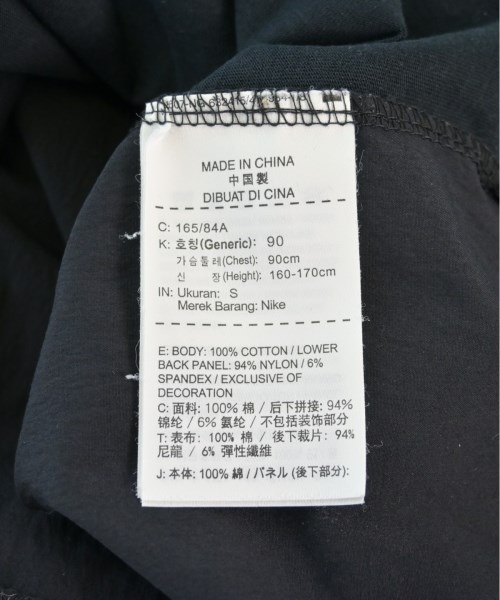 MADE IN CHINA
中国製
DIBUAT DI CINA
C: 165/84A
K: 호칭(Generic): 90
가슴둘레(Chest): 90cm
신 장(Height): 160-170cm
IN: Ukuran: S
Merek Barang: Nike
E: BODY: 100% COTTON / LOWER
BACK PANEL: 94% NYLON / 6%
SPANDEX / EXCLUSIVE OF
DECORATION
C: 面料: 100% 棉 / 后下拼接: 94%
锦纶 / 6% 氨纶 / 不包括装饰部分
T: 表布: 100% 棉 / 後下裁片: 94%
尼龍 / 6% 彈性纖維
J: 本体: 100% 綿 / パネル (後下部分):